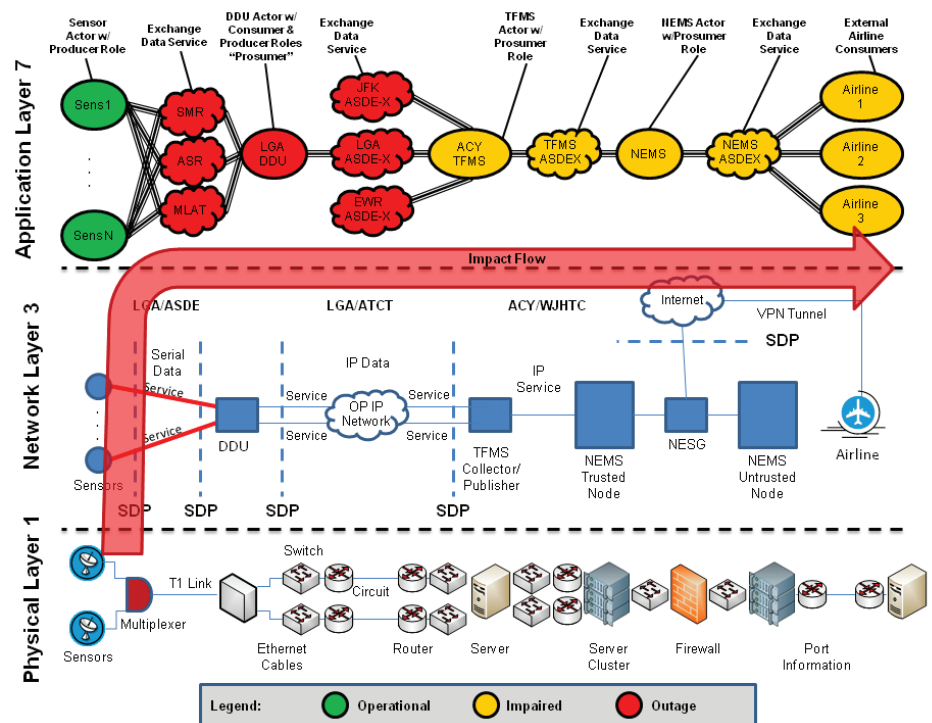 Application Layer 7
Sensor
Actor w/
Producer
Role
Exchange
Data Service
DDU Actor w/
Consumer &
Producer Roles
“Prosumer”
Exchange
Data
Service
TFMS
Actor
w/Prosumer
Role
Exchange
Data
Service
NEMS Actor
w/Prosumer
Role
Exchange
Data
Service
External
Airline
Consumers
Sens1
SensN
SMR
ASR
MLAT
LGA
DDU
JFK
ASDE-X
LGA
ASDE-X
EWR
ASDE-X
ACY
TFMS
TFMS
ASDEX
NEMS
NEMS
ASDEX
Airline
1
Airline
2
Airline
3
Impact Flow
Network Layer 3
LGA/ASDE
LGA/ATCT
ACY/WJHTC
Internet
VPN Tunnel
SDP
Serial
Data
Service
Service
Sensors
DDU
IP Data
Service
Service
OP IP
Network
Service
Service
IP
Service
TFMS
Collector/
Publisher
NEMS
Trusted
Node
NESG
NEMS
Untrusted
Node
Airline
SDP
SDP
SDP
SDP
Physical Layer 1
Sensors
Multiplexer
T1 Link
Switch
Circuit
Ethernet
Cables
Router
Server
Server
Cluster
Firewall
Port
Information
Legend:
Operational
Impaired
Outage